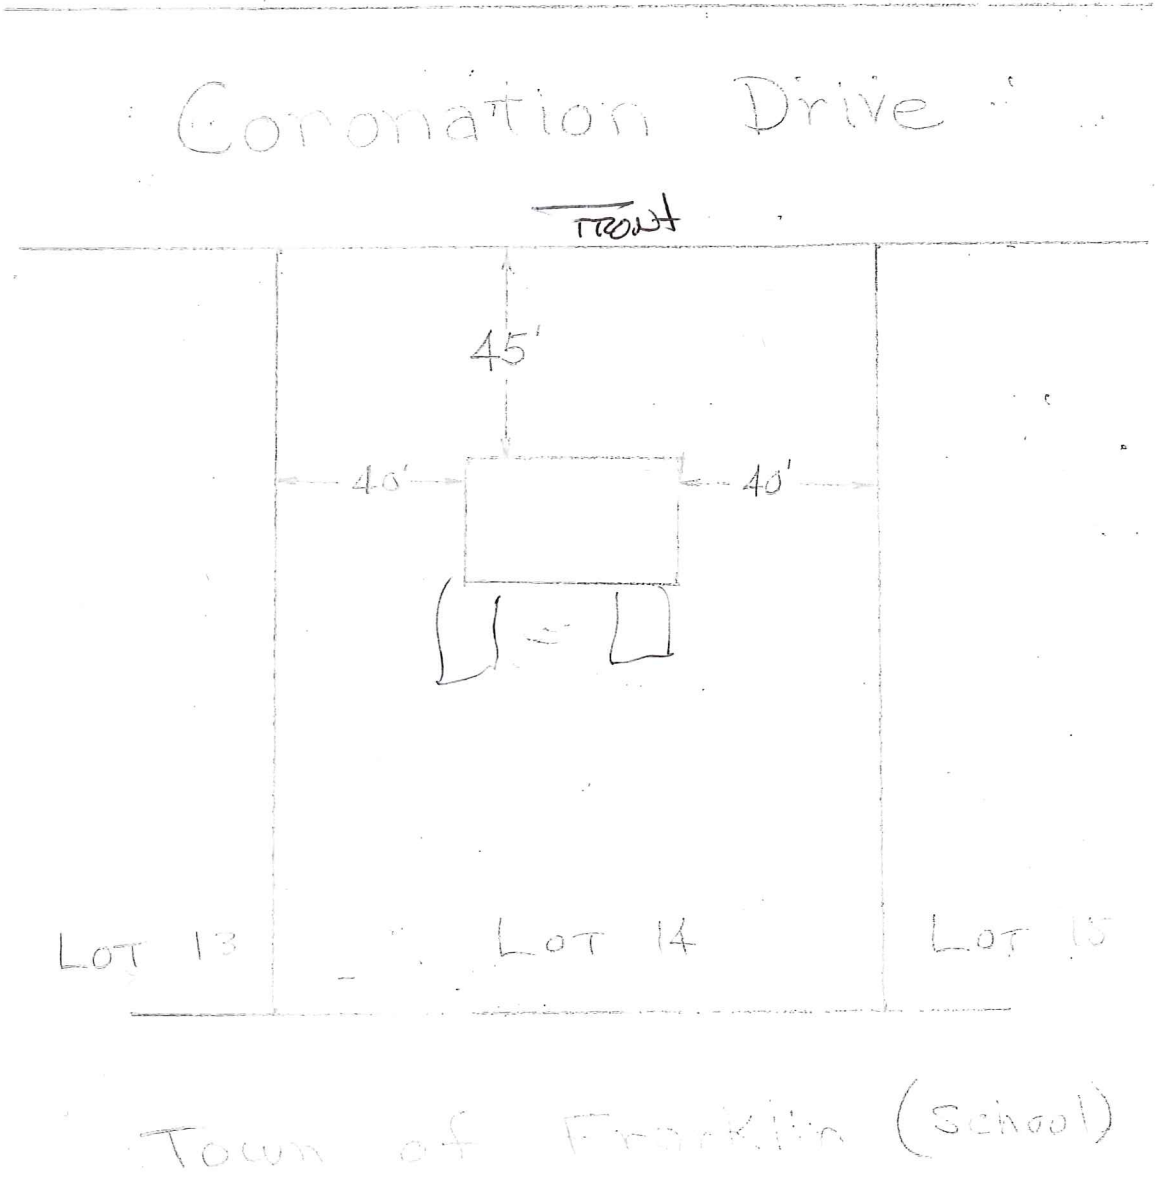 Coronation Drive
FRONT
45'
40' 40'
LOT 13 LOT 14 LOT 15
Town of Franklin (School)